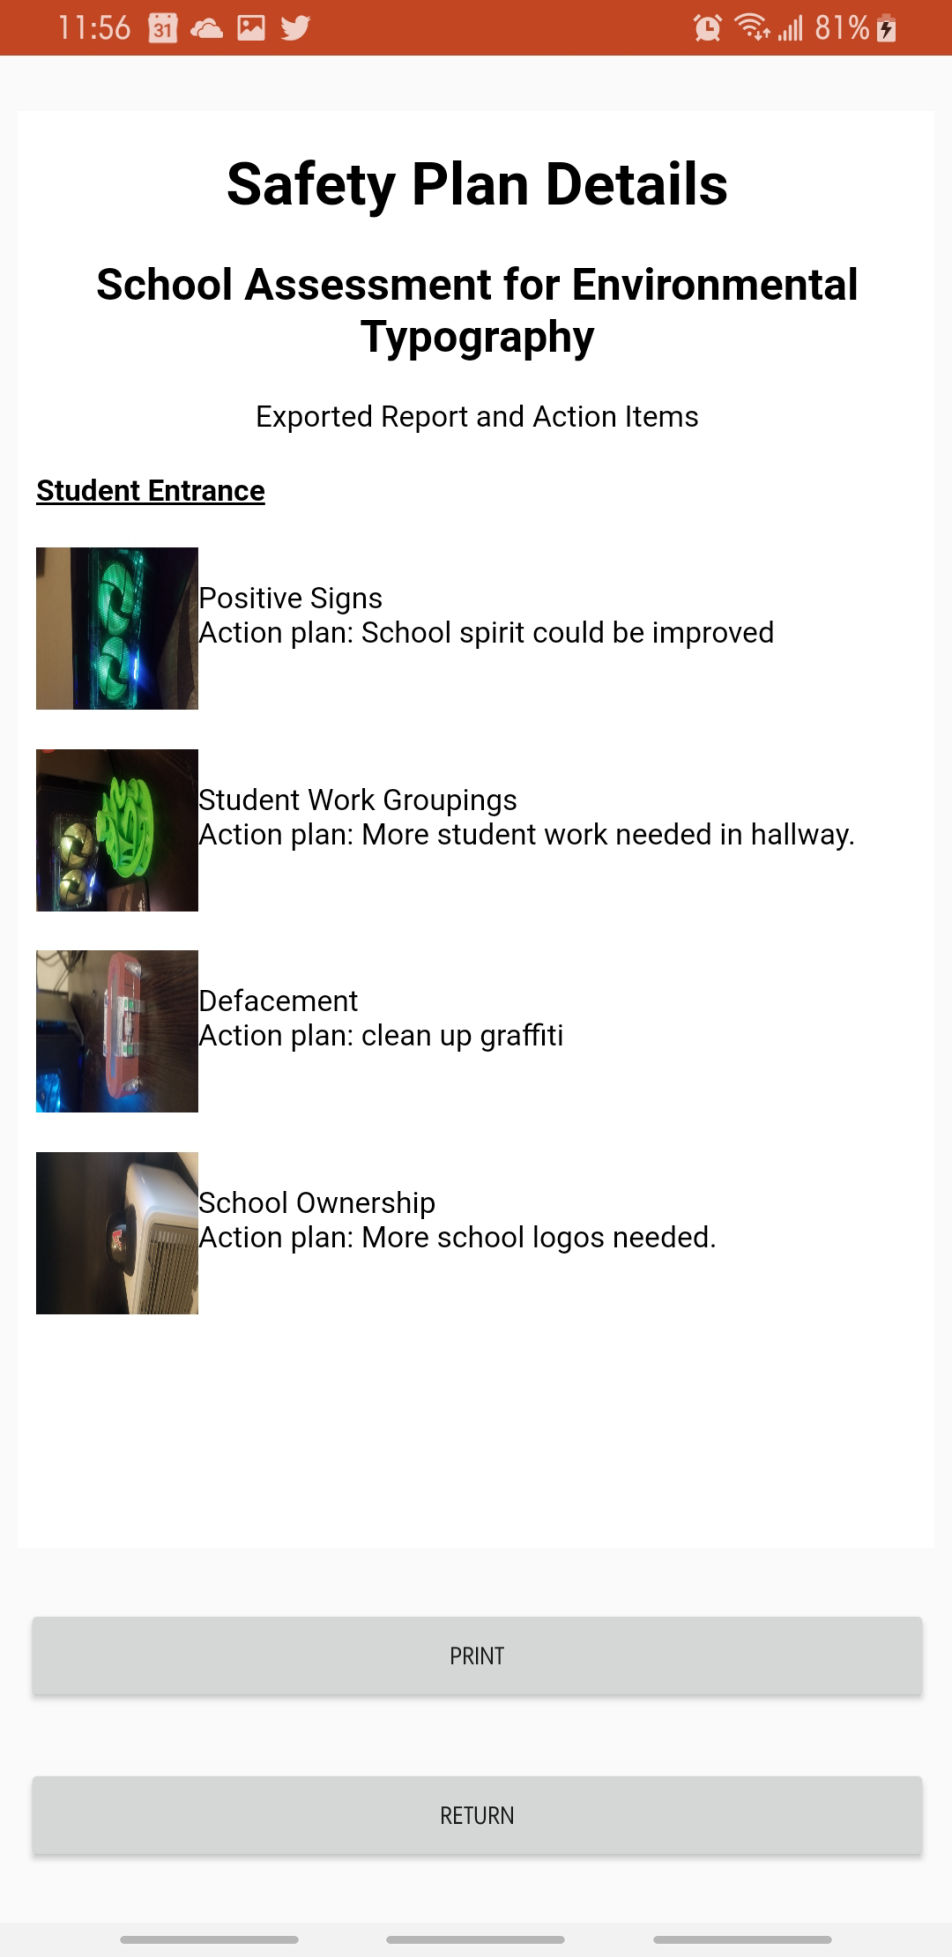 11:56 31 81%
Safety Plan Details
School Assessment for Environmental
Typography
Exported Report and Action Items
Student Entrance
Positive Signs
Action plan: School spirit could be improved
Student Work Groupings
Action plan: More student work needed in hallway.
Defacement
Action plan: clean up graffiti
School Ownership
Action plan: More school logos needed.
PRINT
RETURN